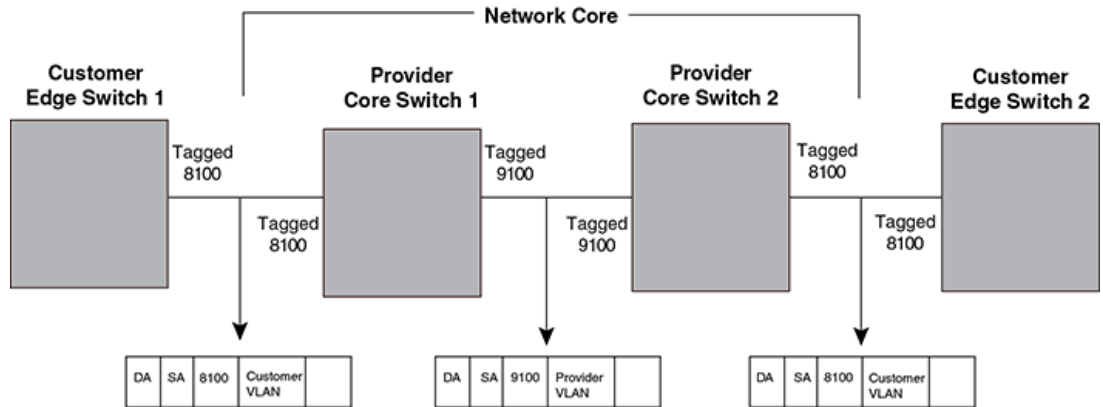 Network Core
Customer
Edge Switch 1
Provider
Core Switch 1
Provider
Core Switch 2
Customer
Edge Switch 2
Tagged
8100
Tagged
8100
Tagged
9100
Tagged
9100
Tagged
8100
Tagged
8100
DA SA 8100 Customer
VLAN
DA SA 9100 Provider
VLAN
DA SA 8100 Customer
VLAN